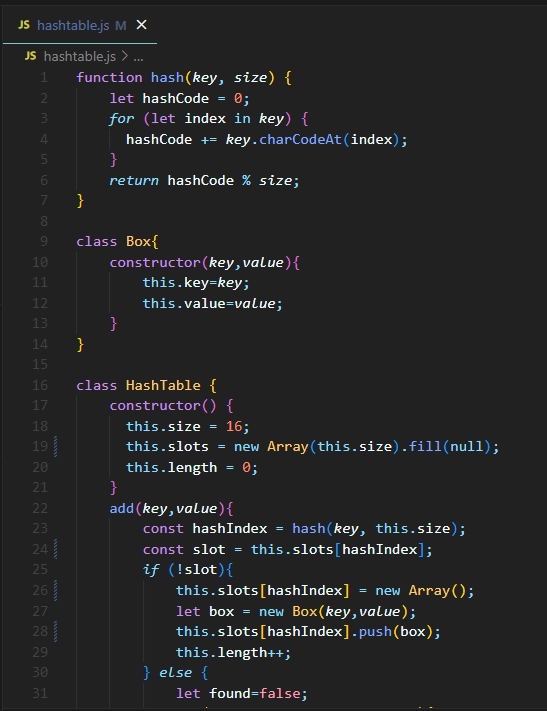 JS hashtable.js M ×
JS hashtable.js > ...
1 function hash(key, size) {
2 let hashCode = 0;
3 for (let index in key) {
4 hashCode += key.charCodeAt(index);
5 }
6 return hashCode % size;
7 }
8
9 class Box{
10 constructor(key,value){
11 this.key=key;
12 this.value=value;
13 }
14 }
15
16 class HashTable {
17 constructor() {
18 this.size = 16;
19 this.slots = new Array(this.size).fill(null);
20 this.length = 0;
21 }
22 add(key,value){
23 const hashIndex = hash(key, this.size);
24 const slot = this.slots[hashIndex];
25 if (!slot){
26 this.slots[hashIndex] = new Array();
27 let box = new Box(key,value);
28 this.slots[hashIndex].push(box);
29 this.length++;
30 } else {
31 let found=false;